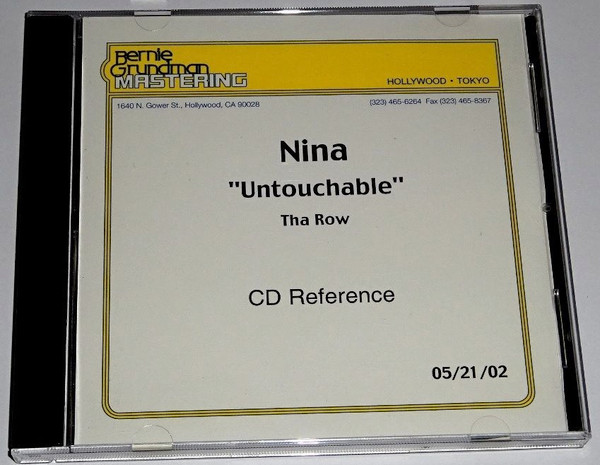 Bernie
Grundman
MASTERING
HOLLYWOOD • TOKYO
1640 N. Gower St., Hollywood, CA 90028
(323) 465-6264 Fax (323) 465-8367
Nina
"Untouchable"
Tha Row
CD Reference
05/21/02